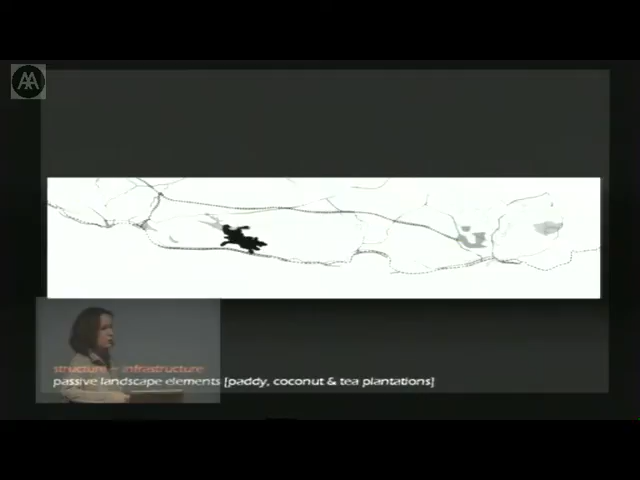 AA
structure – infrastructure
passive landscape elements [paddy, coconut & tea plantations]